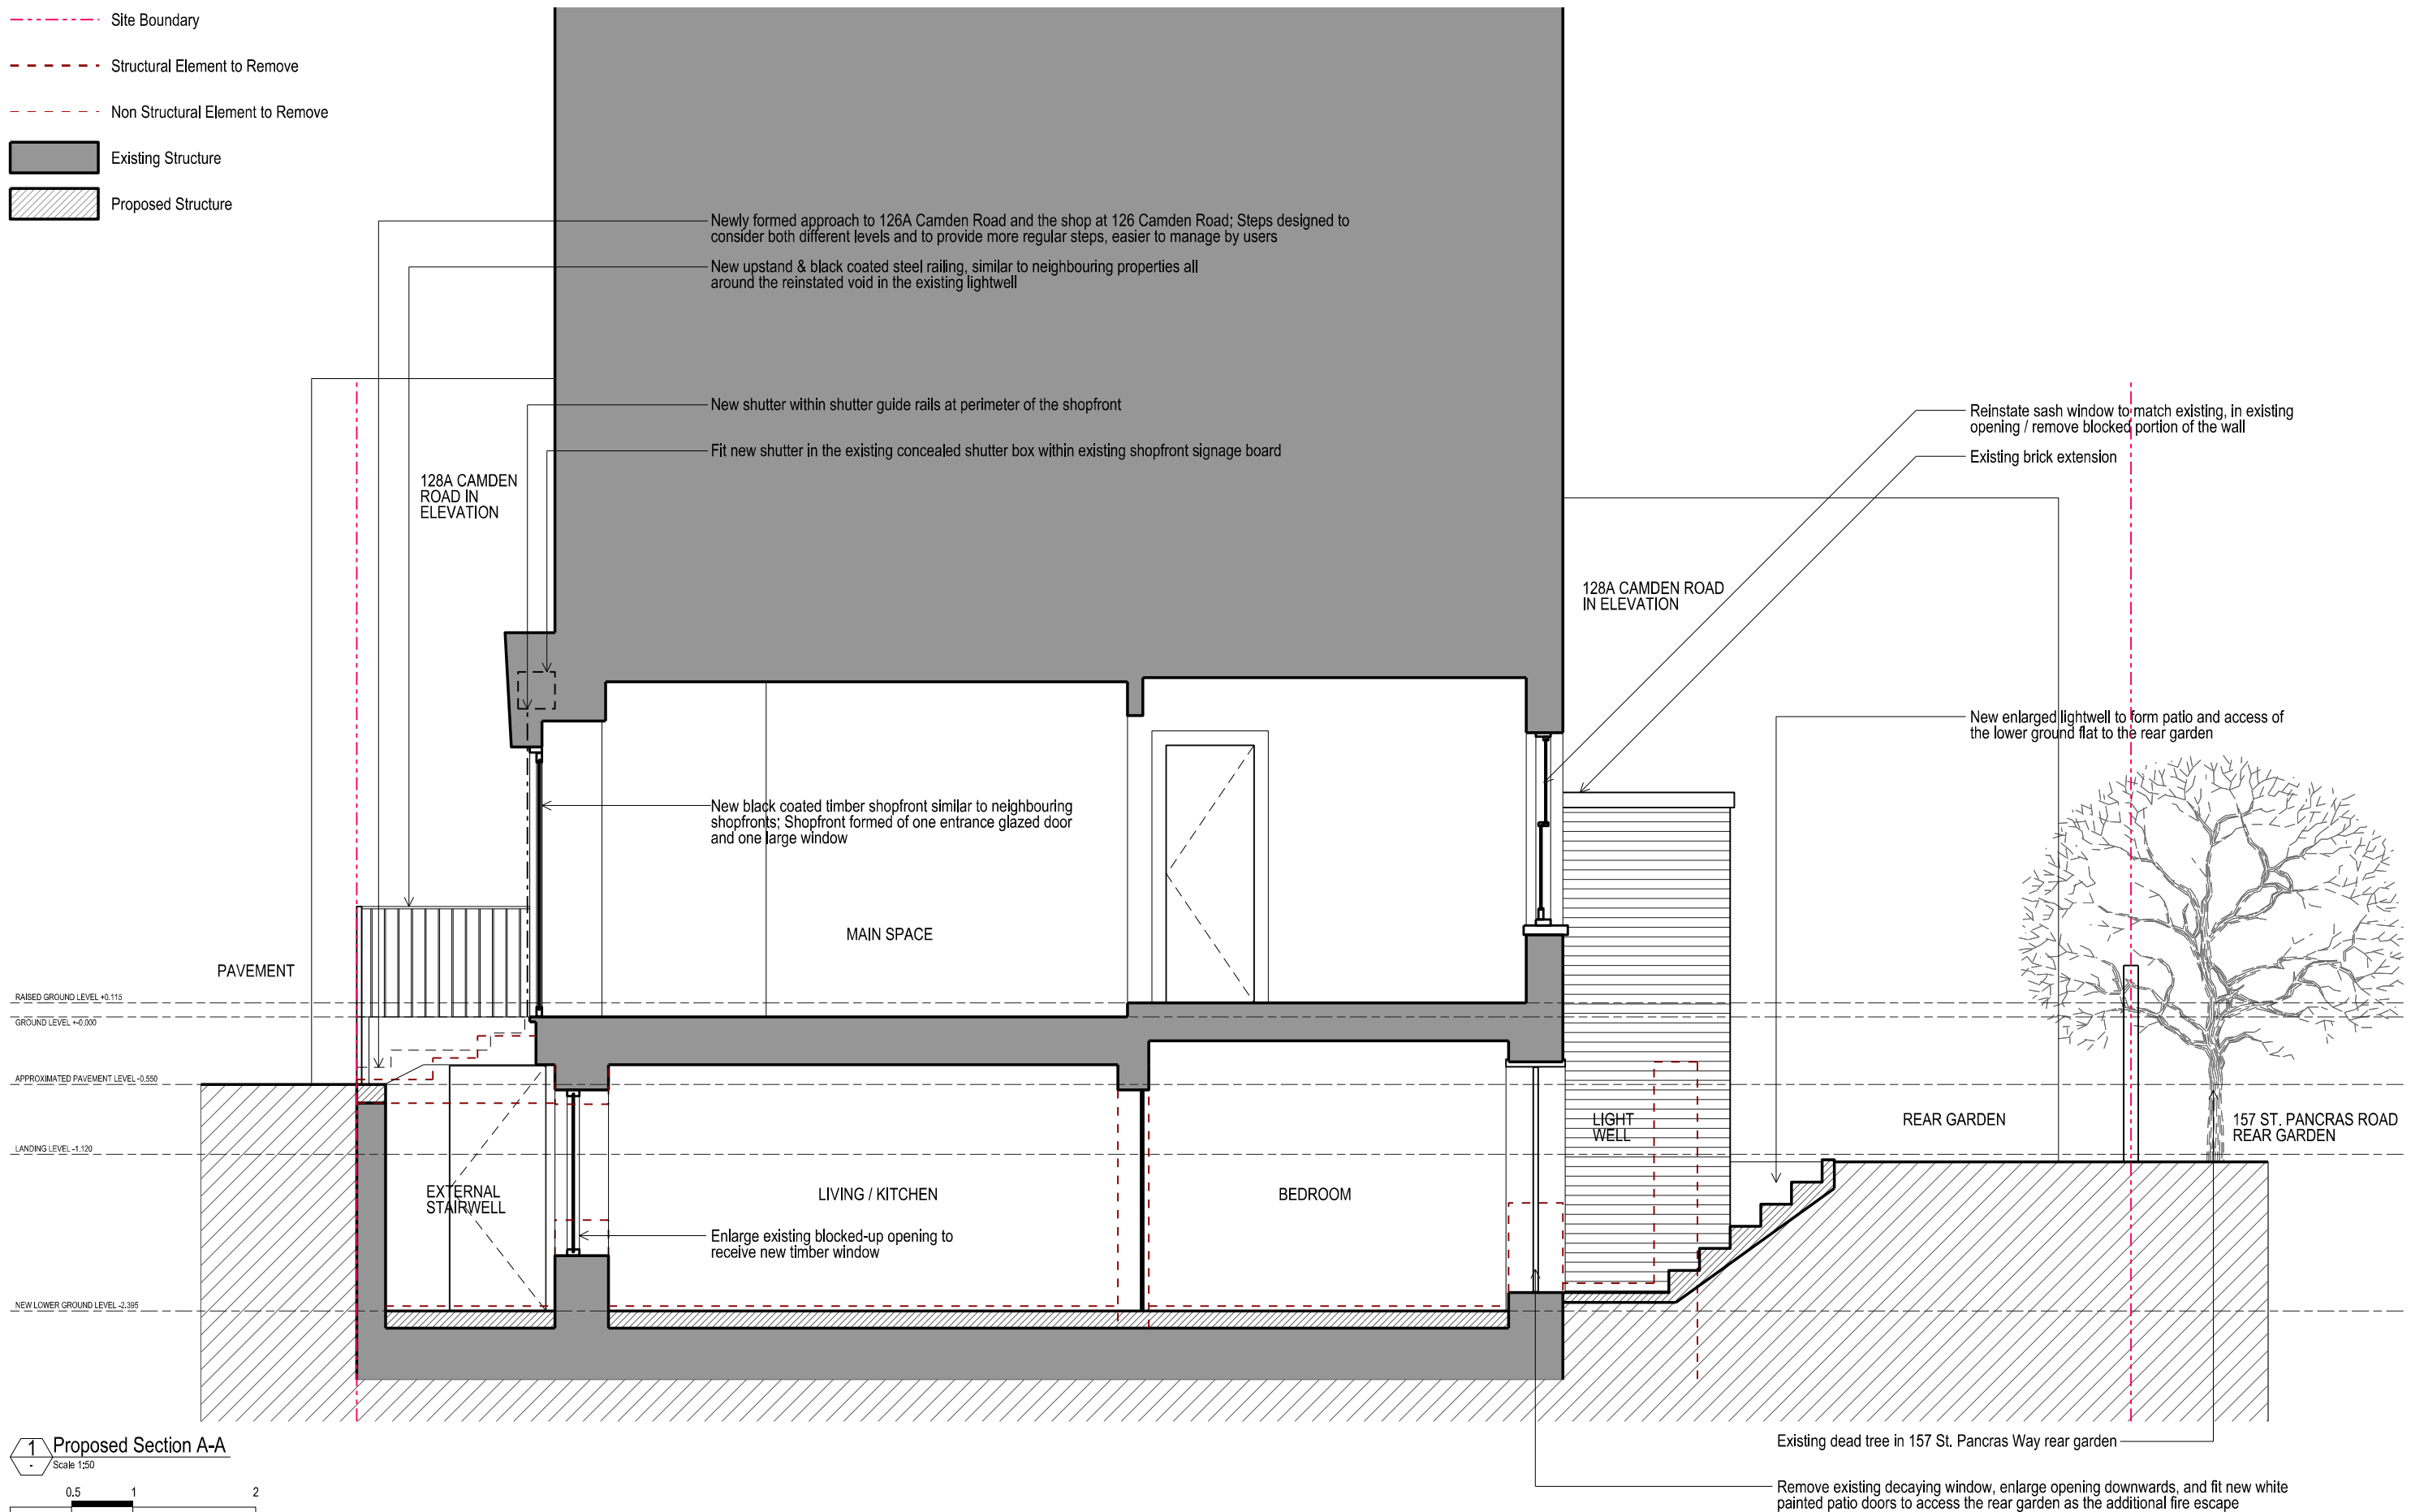 Site Boundary
Structural Element to Remove
Non Structural Element to Remove
Existing Structure
Proposed Structure
Newly formed approach to 126A Camden Road and the shop at 126 Camden Road; Steps designed to
consider both different levels and to provide more regular steps, easier to manage by users
New upstand & black coated steel railing, similar to neighbouring properties all
around the reinstated void in the existing lightwell
New shutter within shutter guide rails at perimeter of the shopfront
Fit new shutter in the existing concealed shutter box within existing shopfront signage board
128A CAMDEN
ROAD IN
ELEVATION
Reinstate sash window to match existing, in existing
opening / remove blocked portion of the wall
Existing brick extension
128A CAMDEN ROAD
IN ELEVATION
New enlarged lightwell to form patio and access of
the lower ground flat to the rear garden
New black coated timber shopfront similar to neighbouring
shopfronts; Shopfront formed of one entrance glazed door
and one large window
MAIN SPACE
PAVEMENT
RAISED GROUND LEVEL +0.115
GROUND LEVEL +-0.000
APPROXIMATED PAVEMENT LEVEL -0.550
LANDING LEVEL -1.120
NEW LOWER GROUND LEVEL -2.395
LIGHT
WELL
REAR GARDEN
157 ST. PANCRAS ROAD
REAR GARDEN
EXTERNAL
STAIRWELL
LIVING / KITCHEN
BEDROOM
Enlarge existing blocked-up opening to
receive new timber window
1
-
Proposed Section A-A
Scale 1:50
0.5 1 2
Existing dead tree in 157 St. Pancras Way rear garden
Remove existing decaying window, enlarge opening downwards, and fit new white
painted patio doors to access the rear garden as the additional fire escape